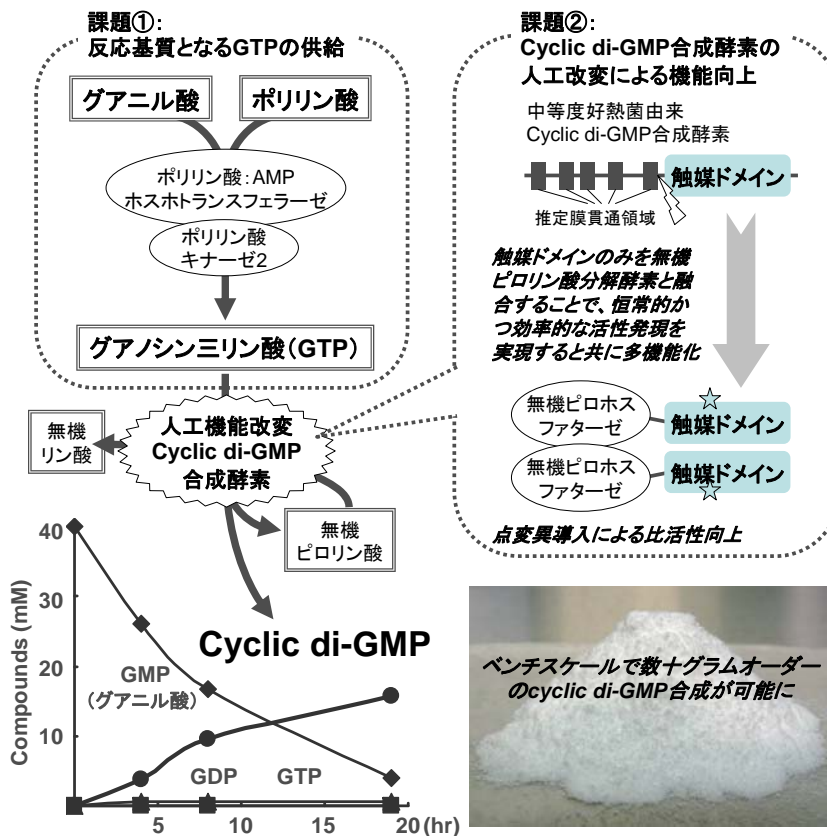 課題①:
反応基質となるGTPの供給
グアニル酸
ポリリン酸
ポリリン酸:AMP
ホスホトランスフェラーゼ
ポリリン酸
キナーゼ2
グアノシン三リン酸(GTP)
無機
リン酸
人工機能改変
Cyclic di-GMP
合成酵素
無機
ピロリン酸
Cyclic di-GMP
課題②:
Cyclic di-GMP合成酵素の
人工改変による機能向上
中等度好熱菌由来
Cyclic di-GMP合成酵素
触媒ドメイン
推定膜貫通領域
触媒ドメインのみを無機
ピロリン酸分解酵素と融
合することで、恒常的か
つ効率的な活性発現を
実現すると共に多機能化
無機ピロホス
ファターゼ
触媒ドメイン
無機ピロホス
ファターゼ
触媒ドメイン
点変異導入による比活性向上
Compounds (mM)
40
30
20
10
GMP
(グアニル酸)
GDP
GTP
5
10
15
20
(hr)
ベンチスケールで数十グラムオーダー
のcyclic di-GMP合成が可能に